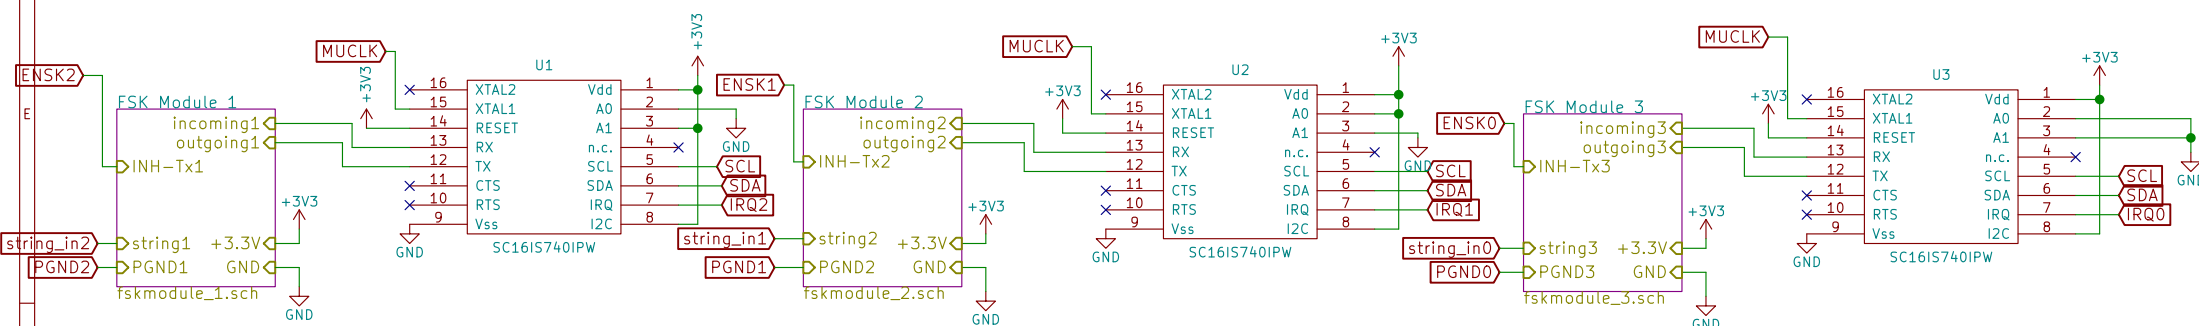 E
ENSK2
FSK Module 1
incoming1
outgoing1
INH-Tx1
string_in2
string1
+3.3V
PGND2
PGND1
GND
fskmodule_1.sch
+3V3
GND
MUCLK
+3V3
U1
16 XTAL2 Vdd 1
15 XTAL1 A0 2
14 RESET A1 3
13 RX n.c. 4
12 TX SCL 5
11 CTS SDA 6
10 RTS IRQ 7
9 Vss I2C 8
GND
SC16IS740IPW
+3V3
GND
SCL
SDA
IRQ2
ENSK1
FSK Module 2
incoming2
outgoing2
INH-Tx2
string_in1
string2
+3.3V
PGND1
PGND2
GND
fskmodule_2.sch
+3V3
GND
MUCLK
+3V3
U2
16 XTAL2 Vdd 1
15 XTAL1 A0 2
14 RESET A1 3
13 RX n.c. 4
12 TX SCL 5
11 CTS SDA 6
10 RTS IRQ 7
9 Vss I2C 8
GND
SC16IS740IPW
+3V3
GND
SCL
SDA
IRQ1
ENSK0
FSK Module 3
incoming3
outgoing3
INH-Tx3
string_in0
string3
+3.3V
PGND0
PGND3
GND
fskmodule_3.sch
+3V3
GND
MUCLK
+3V3
U3
16 XTAL2 Vdd 1
15 XTAL1 A0 2
14 RESET A1 3
13 RX n.c. 4
12 TX SCL 5
11 CTS SDA 6
10 RTS IRQ 7
9 Vss I2C 8
GND
SC16IS740IPW
+3V3
SCL
SDA
IRQ0